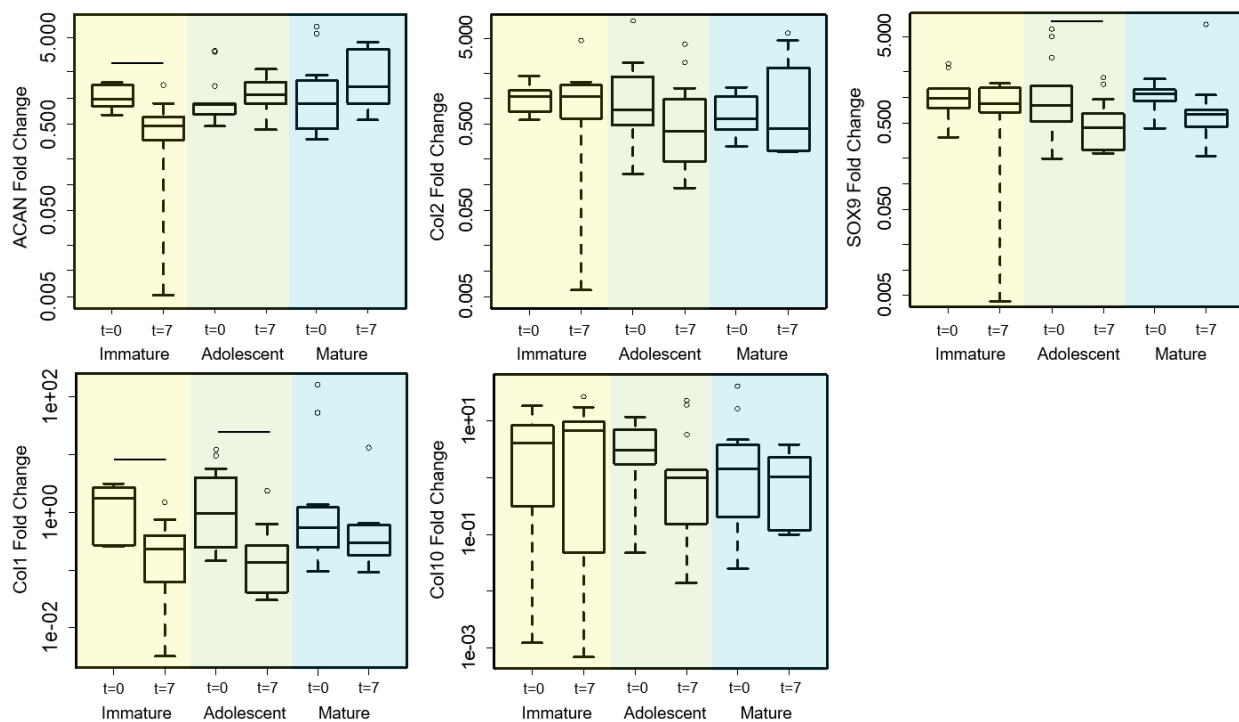 ACAN Fold Change
5.000
0.500
0.050
0.005
t=0 t=7 t=0 t=7 t=0 t=7
Immature Adolescent Mature
Col2 Fold Change
5.000
0.500
0.050
0.005
t=0 t=7 t=0 t=7 t=0 t=7
Immature Adolescent Mature
SOX9 Fold Change
5.000
0.500
0.050
0.005
t=0 t=7 t=0 t=7 t=0 t=7
Immature Adolescent Mature
Col1 Fold Change
1e+02
1e+00
1e-02
t=0 t=7 t=0 t=7 t=0 t=7
Immature Adolescent Mature
Col10 Fold Change
1e+01
1e-01
1e-03
t=0 t=7 t=0 t=7 t=0 t=7
Immature Adolescent Mature